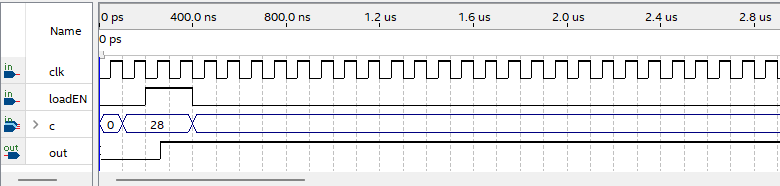 Name
0 ps 400.0 ns 800.0 ns 1.2 us 1.6 us 2.0 us 2.4 us 2.8 us
0 ps
in clk
in loadEN
in c 0 28
out out